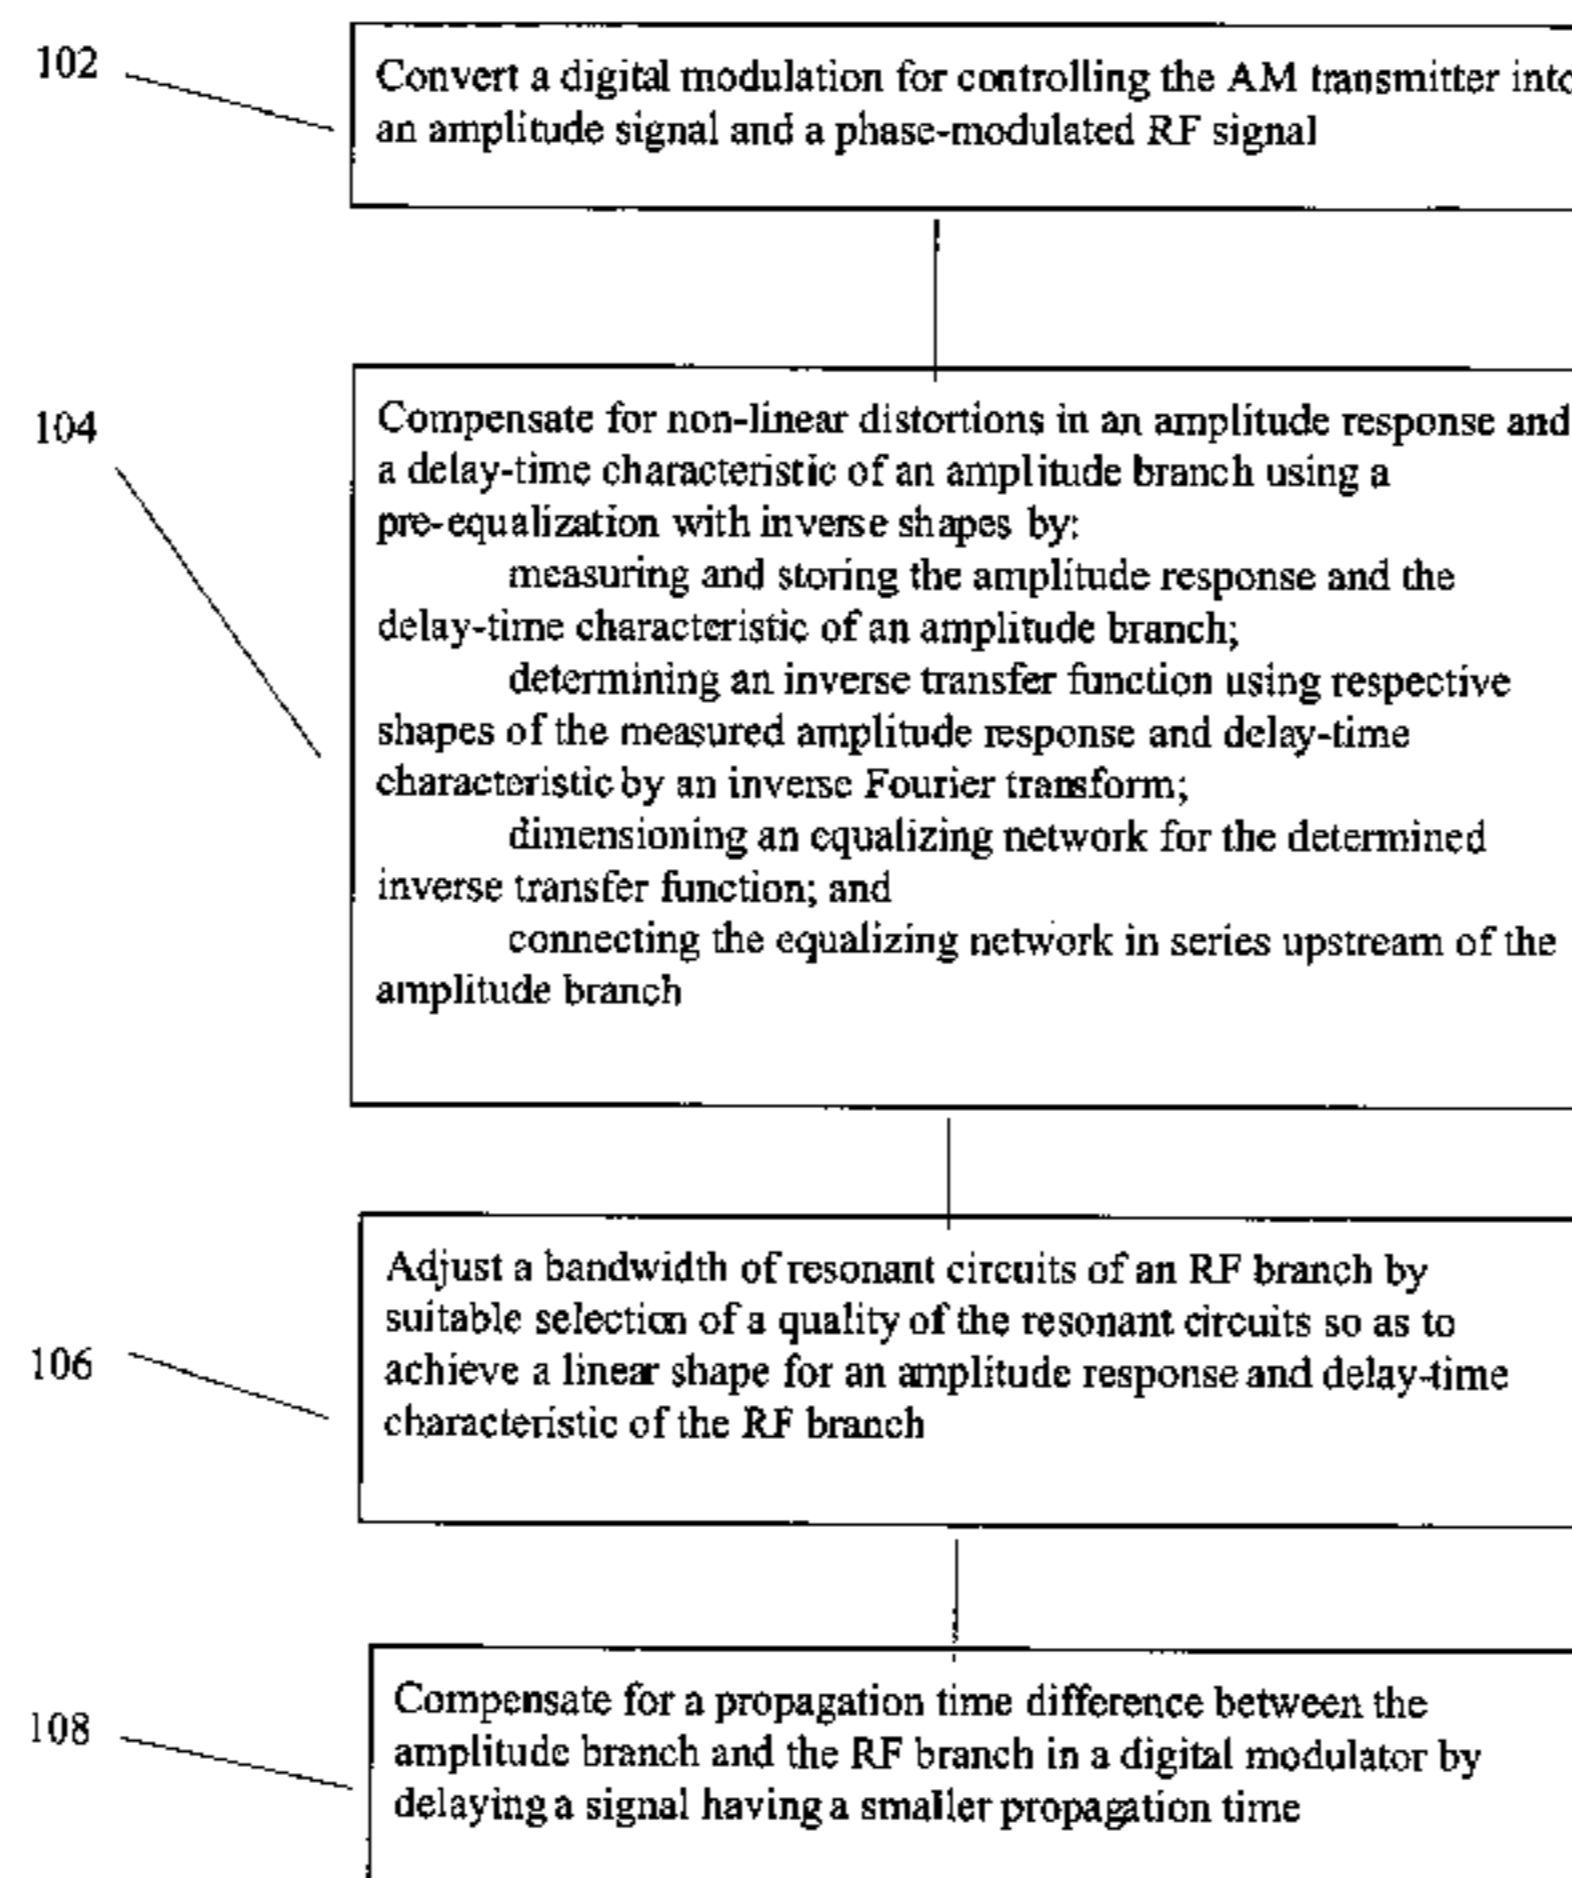 102
Convert a digital modulation for controlling the AM transmitter into
an amplitude signal and a phase-modulated RF signal
104
Compensate for non-linear distortions in an amplitude response and
a delay-time characteristic of an amplitude branch using a
pre-equalization with inverse shapes by:
measuring and storing the amplitude response and the
delay-time characteristic of an amplitude branch;
determining an inverse transfer function using respective
shapes of the measured amplitude response and delay-time
characteristic by an inverse Fourier transform;
dimensioning an equalizing network for the determined
inverse transfer function; and
connecting the equalizing network in series upstream of the
amplitude branch
106
Adjust a bandwidth of resonant circuits of an RF branch by
suitable selection of a quality of the resonant circuits so as to
achieve a linear shape for an amplitude response and delay-time
characteristic of the RF branch
108
Compensate for a propagation time difference between the
amplitude branch and the RF branch in a digital modulator by
delaying a signal having a smaller propagation time